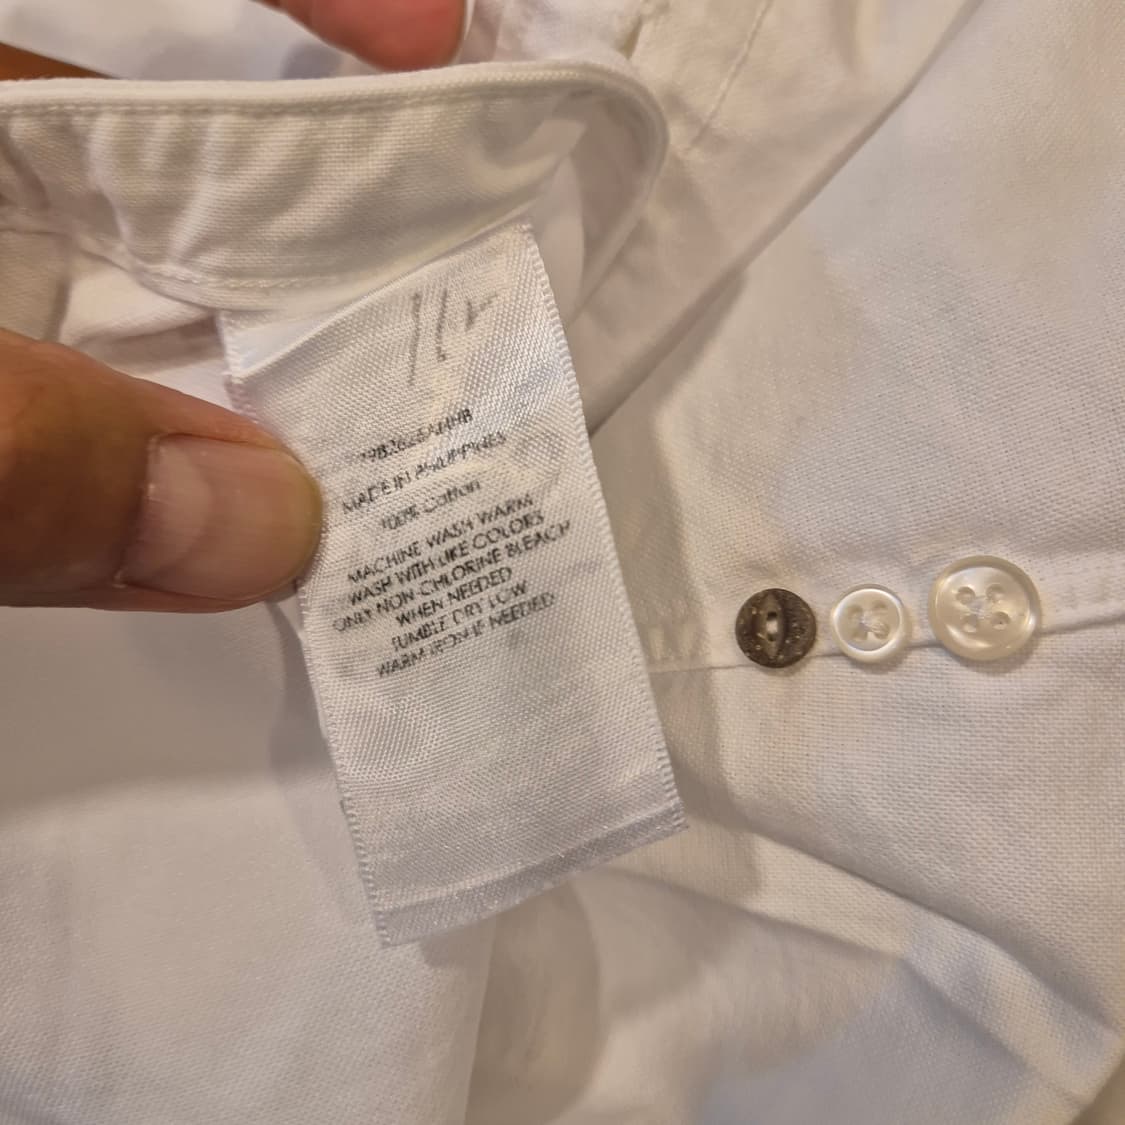 MADE IN PHILIPPINES
100% Cotton
MACHINE WASH WARM
WASH WITH LIKE COLORS
ONLY NON-CHLORINE BLEACH
WHEN NEEDED
TUMBLE DRY LOW
WARM IRON IF NEEDED